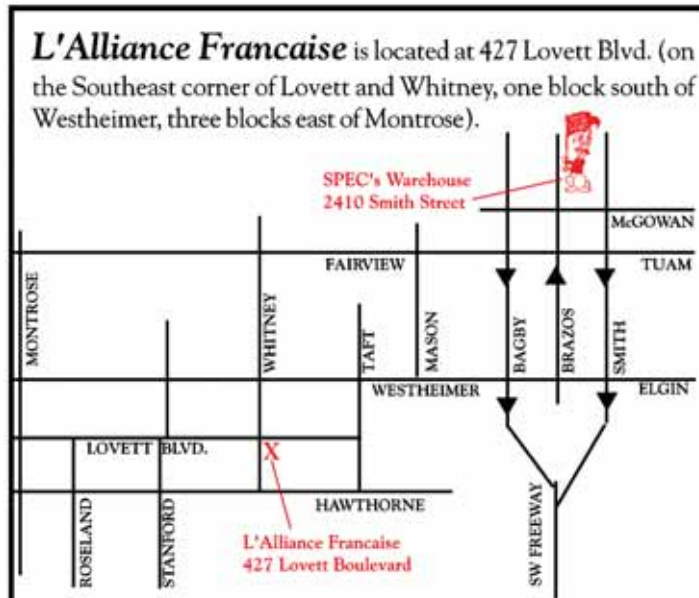 L'Alliance Francaise is located at 427 Lovett Blvd. (on
the Southeast corner of Lovett and Whitney, one block south of
Westheimer, three blocks east of Montrose).
SPEC's Warehouse
2410 Smith Street
McGOWAN
FAIRVIEW
TUAM
MONTROSE
WHITNEY
TAFT
MASON
BAGBY
BRAZOS
SMITH
WESTHEIMER
ELGIN
LOVETT BLVD.
X
HAWTHORNE
ROSELAND
STANFORD
SW FREEWAY
L'Alliance Francaise
427 Lovett Boulevard